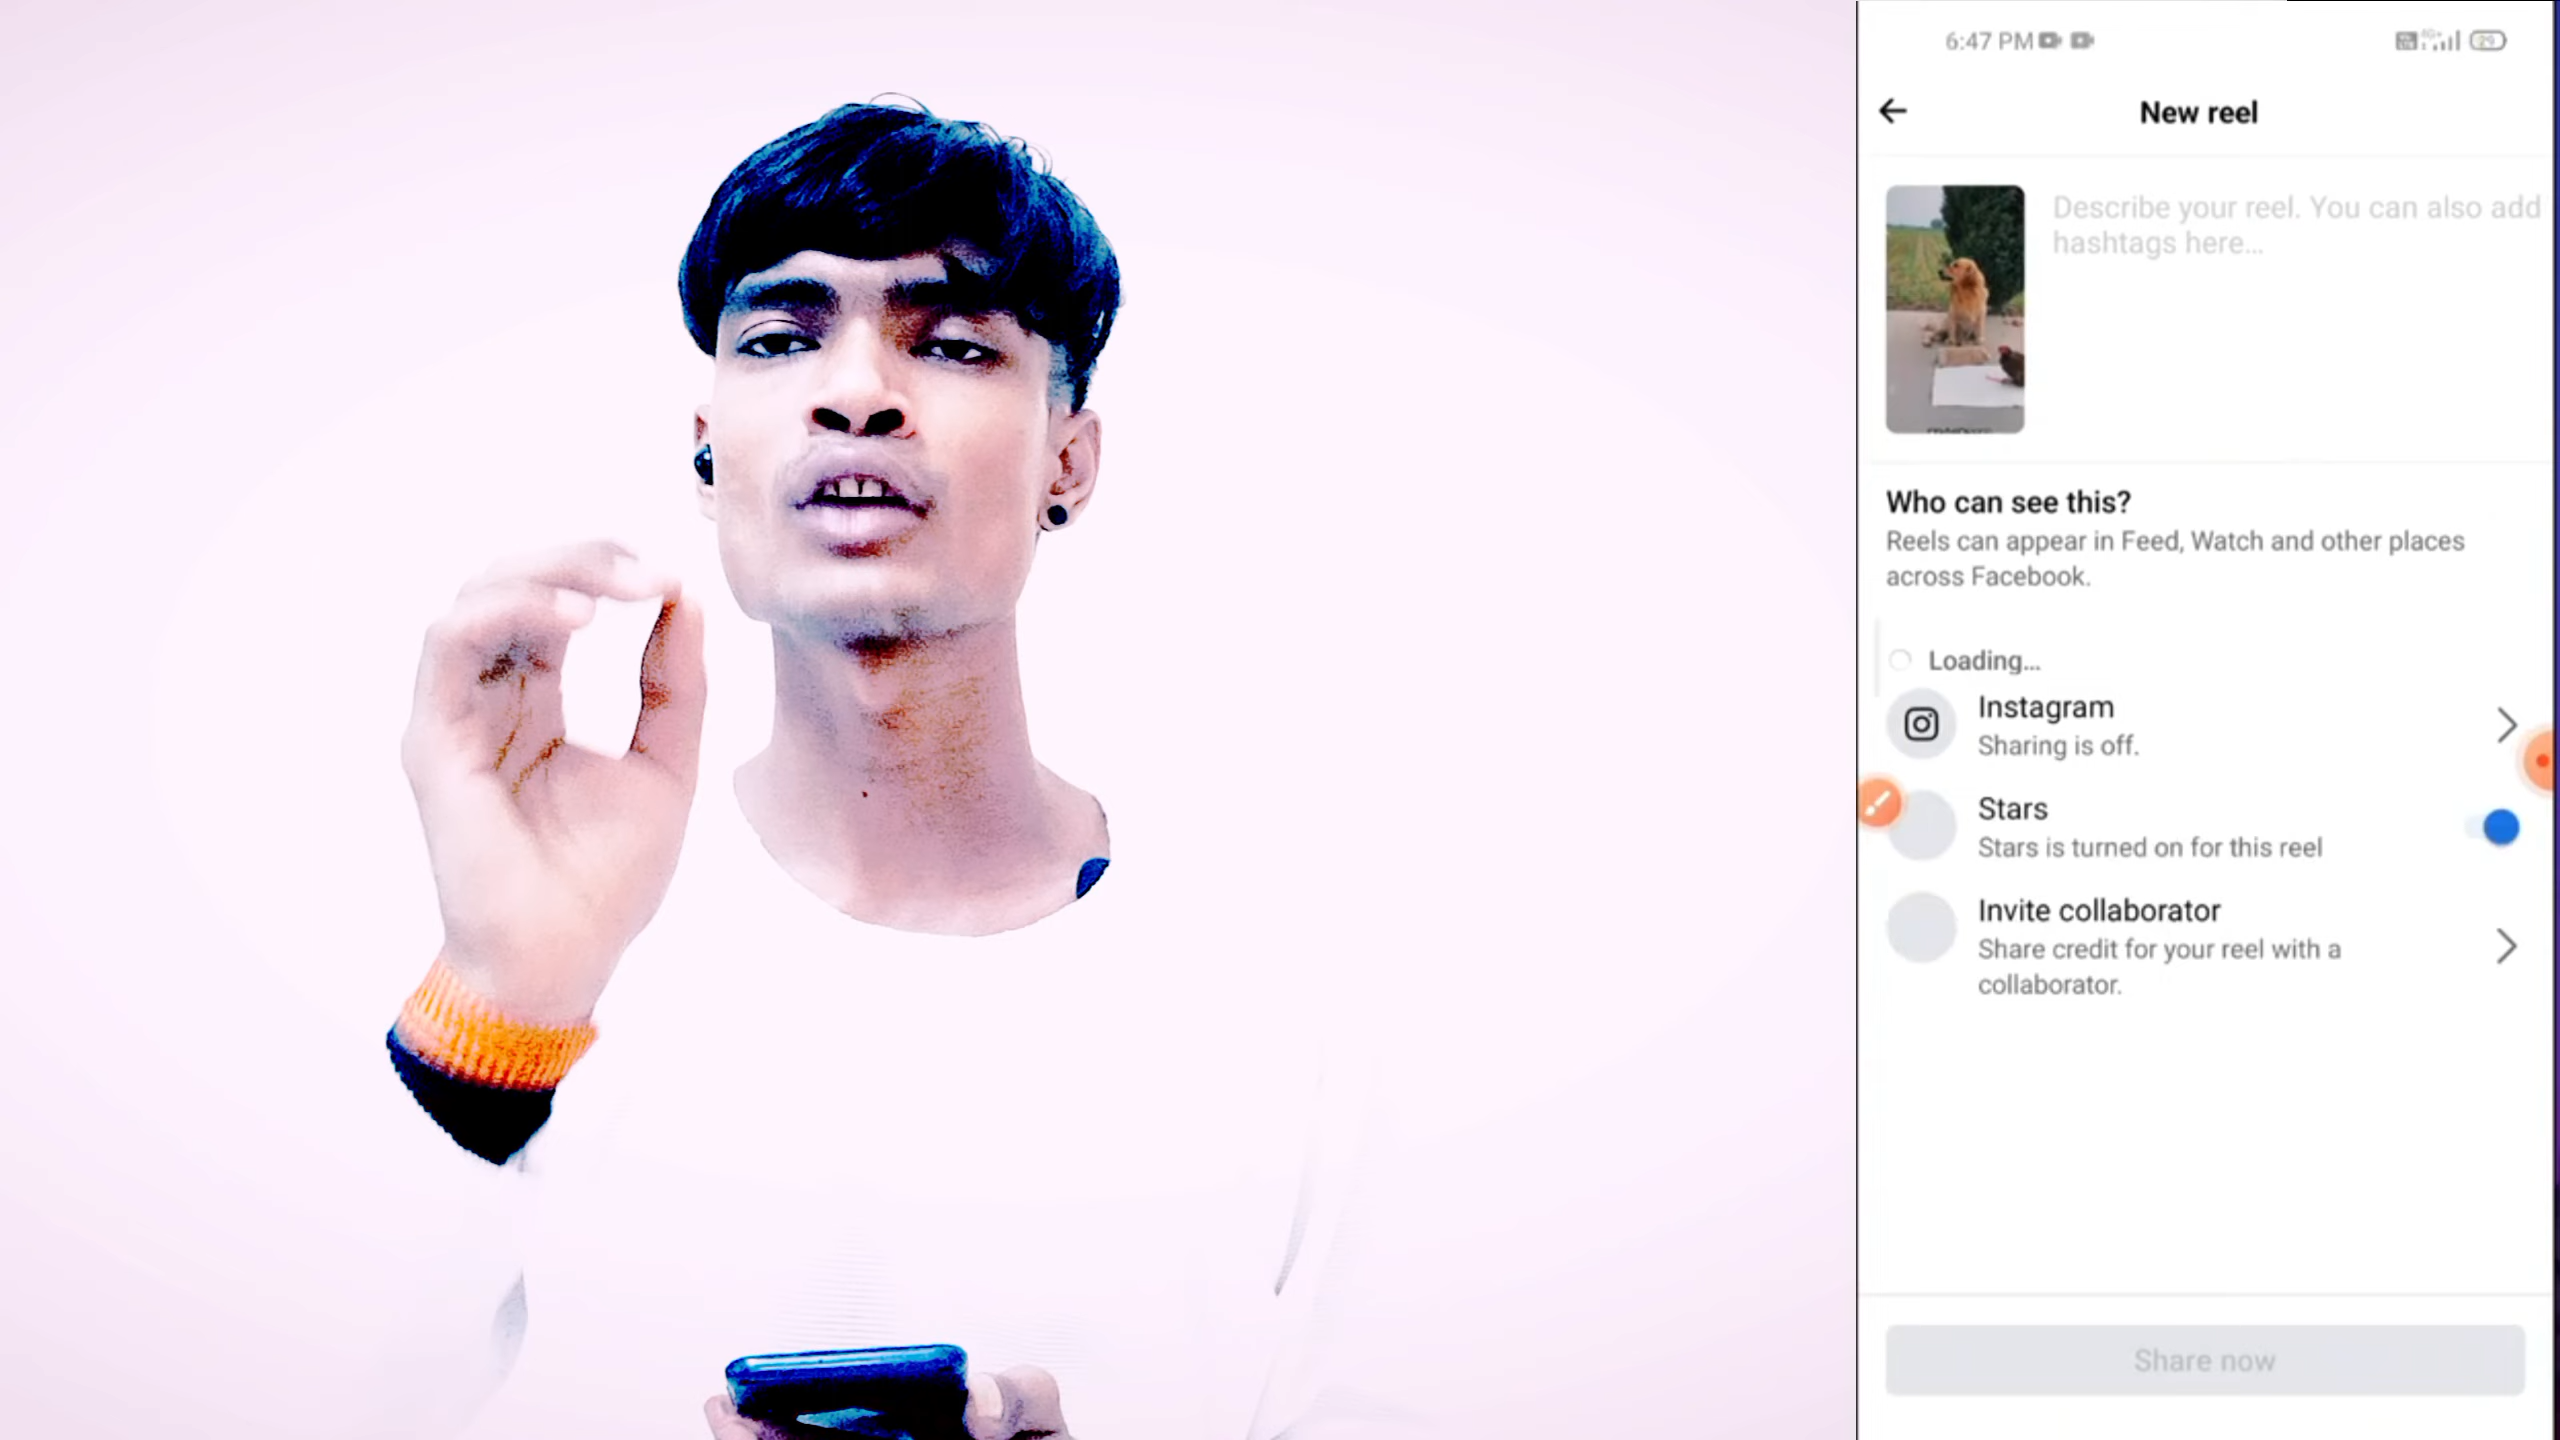 6:47 PM
29
New reel
Describe your reel. You can also add
hashtags here...
Who can see this?
Reels can appear in Feed, Watch and other places
across Facebook.
Loading...
Instagram
Sharing is off.
Stars
Stars is turned on for this reel
Invite collaborator
Share credit for your reel with a
collaborator.
Share now